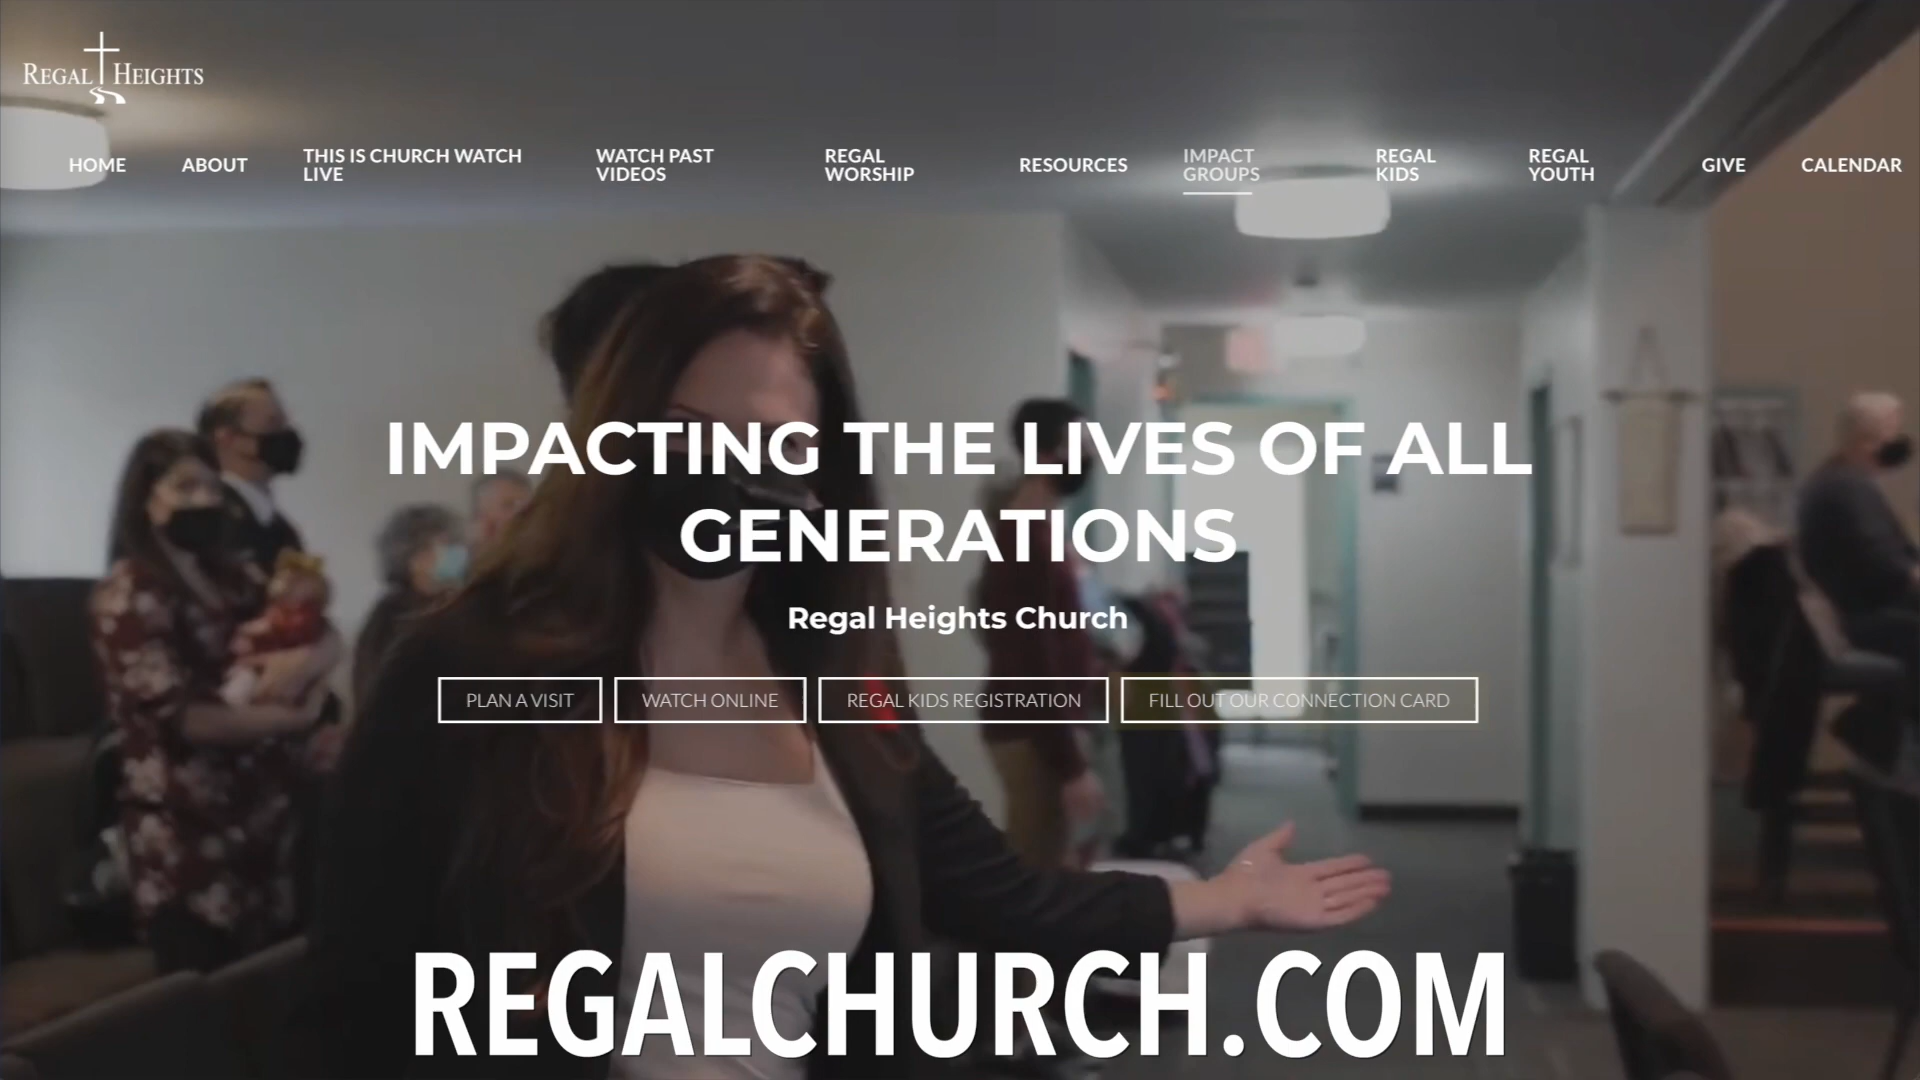 REGAL HEIGHTS
HOME
ABOUT
THIS IS CHURCH WATCH
LIVE
WATCH PAST
VIDEOS
REGAL
WORSHIP
RESOURCES
IMPACT
GROUPS
REGAL
KIDS
REGAL
YOUTH
GIVE
CALENDAR
IMPACTING THE LIVES OF ALL
GENERATIONS
Regal Heights Church
PLAN A VISIT
WATCH ONLINE
REGAL KIDS REGISTRATION
FILL OUT OUR CONNECTION CARD
REGALCHURCH.COM